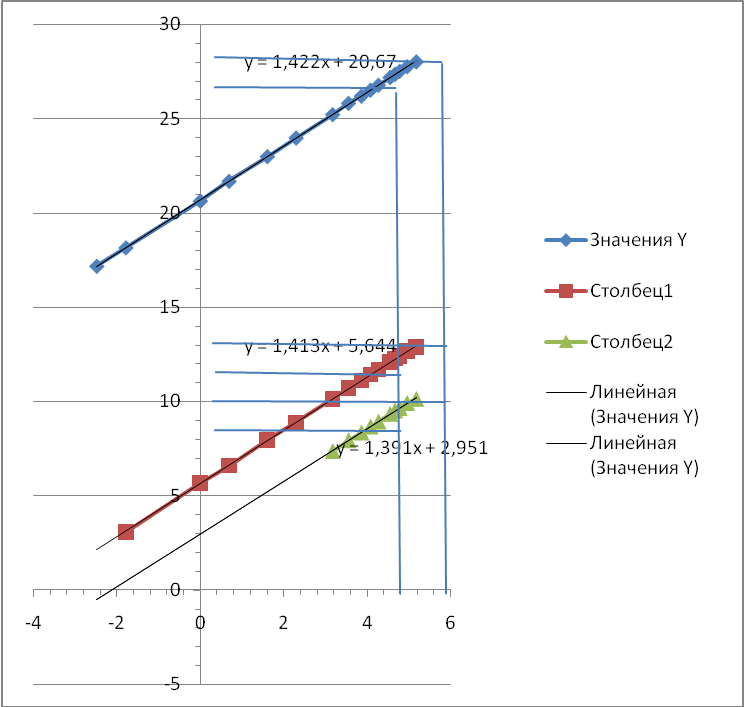 30
y = 1,422x + 20,67
25
20
Значения Y
15
Столбец1
y = 1,413x + 5,644
Столбец2
10
Линейная
(Значения Y)
y = 1,391x + 2,951
Линейная
(Значения Y)
5
0
-4 -2 0 2 4 6
-5